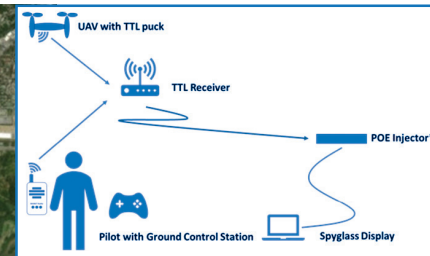 UAV with TTL puck
TTL Receiver
POE Injector
Pilot with Ground Control Station
Spyglass Display